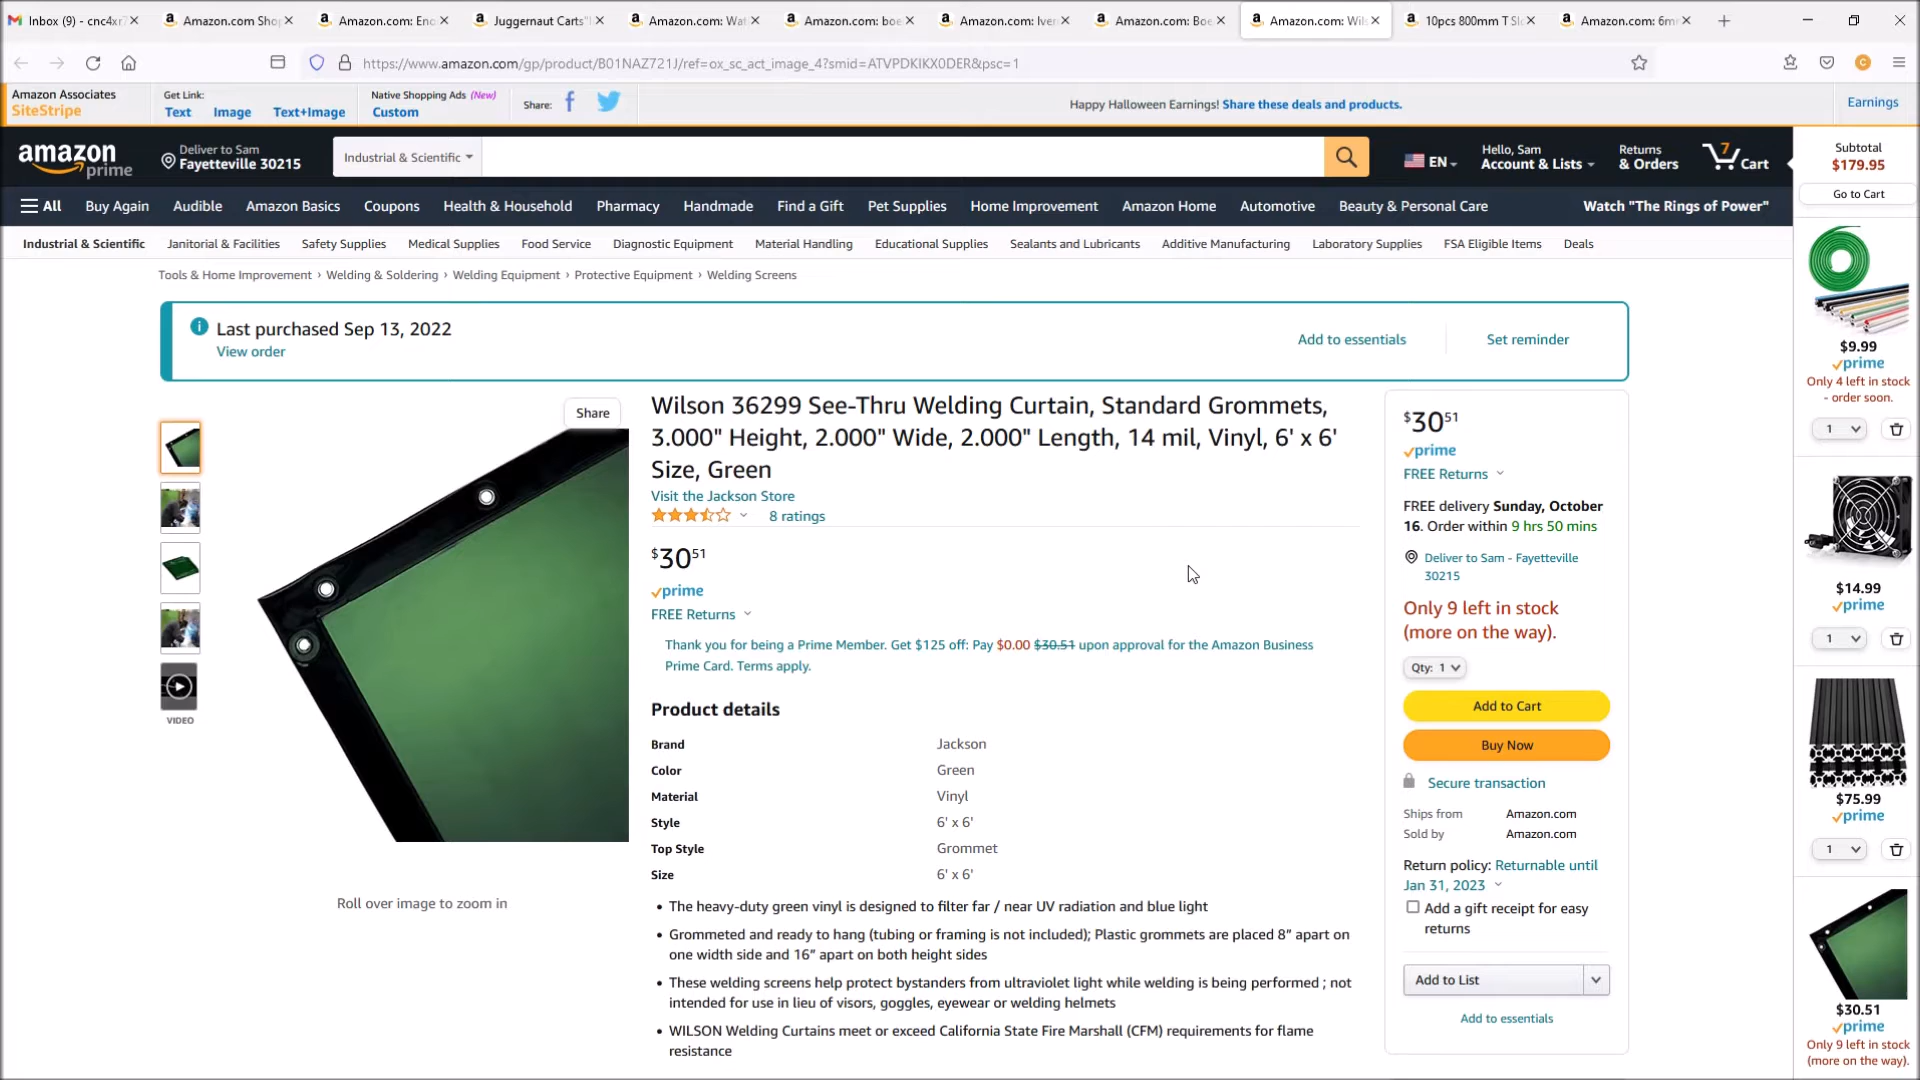 Inbox (9) - cnc4xr7
Amazon.com Sho
Amazon.com: Enc
Juggernaut Carts"
Amazon.com: Wat
Amazon.com: boe
Amazon.com: Iver
Amazon.com: Boe
Amazon.com: Wils
10pcs 800mm T Slo
Amazon.com: 6m
https://www.amazon.com/gp/product/B01NAZ721J/ref=ox_sc_act_image_4?smid=ATVPDKIKX0DER&psc=1
C
Amazon Associates
SiteStripe
Get Link:
Text Image Text+Image
Native Shopping Ads (New)
Custom
Share:
Happy Halloween Earnings! Share these deals and products.
Earnings
amazon
prime
Deliver to Sam
Fayetteville 30215
Industrial & Scientific
EN
Hello, Sam
Account & Lists
Returns
& Orders
7
Cart
Subtotal
$179.95
Go to Cart
All Buy Again Audible Amazon Basics Coupons Health & Household Pharmacy Handmade Find a Gift Pet Supplies Home Improvement Amazon Home Automotive Beauty & Personal Care Watch "The Rings of Power"
Industrial & Scientific Janitorial & Facilities Safety Supplies Medical Supplies Food Service Diagnostic Equipment Material Handling Educational Supplies Sealants and Lubricants Additive Manufacturing Laboratory Supplies FSA Eligible Items Deals
Tools & Home Improvement › Welding & Soldering › Welding Equipment › Protective Equipment › Welding Screens
Last purchased Sep 13, 2022
View order
Add to essentials
Set reminder
Share
VIDEO
Roll over image to zoom in
Wilson 36299 See-Thru Welding Curtain, Standard Grommets,
3.000" Height, 2.000" Wide, 2.000" Length, 14 mil, Vinyl, 6' x 6'
Size, Green
Visit the Jackson Store
8 ratings
$30 51
prime
FREE Returns
Thank you for being a Prime Member. Get $125 off: Pay $0.00 $30.51 upon approval for the Amazon Business
Prime Card. Terms apply.
Product details
Brand Jackson
Color Green
Material Vinyl
Style 6' x 6'
Top Style Grommet
Size 6' x 6'
• The heavy-duty green vinyl is designed to filter far / near UV radiation and blue light
• Grommeted and ready to hang (tubing or framing is not included); Plastic grommets are placed 8” apart on
one width side and 16” apart on both height sides
• These welding screens help protect bystanders from ultraviolet light while welding is being performed ; not
intended for use in lieu of visors, goggles, eyewear or welding helmets
• WILSON Welding Curtains meet or exceed California State Fire Marshall (CFM) requirements for flame
resistance
$30 51
prime
FREE Returns
FREE delivery Sunday, October
16. Order within 9 hrs 50 mins
Deliver to Sam - Fayetteville
30215
Only 9 left in stock
(more on the way).
Qty: 1
Add to Cart
Buy Now
Secure transaction
Ships from Amazon.com
Sold by Amazon.com
Return policy: Returnable until
Jan 31, 2023
Add a gift receipt for easy
returns
Add to List
Add to essentials
$9.99
prime
Only 4 left in stock
- order soon.
1
$14.99
prime
1
$75.99
prime
1
$30.51
prime
Only 9 left in stock
(more on the way).